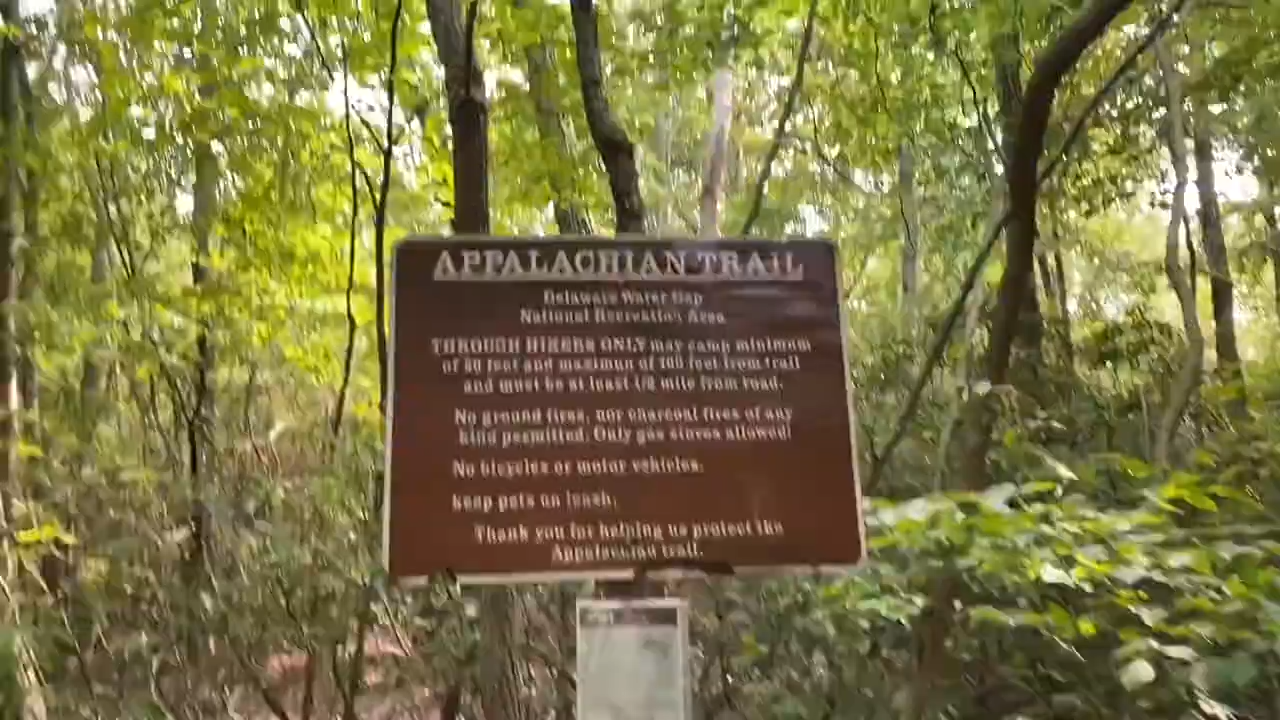 APPALACHIAN TRAIL
Delaware Water Gap
National Recreation Area
THROUGH HIKERS ONLY may camp minimum
of 50 feet and maximum of 100 feet from trail
and must be at least 1/2 mile from road.
No ground fires, nor charcoal fires of any
kind permitted. Only gas stoves allowed!
No bicycles or motor vehicles.
keep pets on leash.
Thank you for helping us protect the
Appalachian trail.